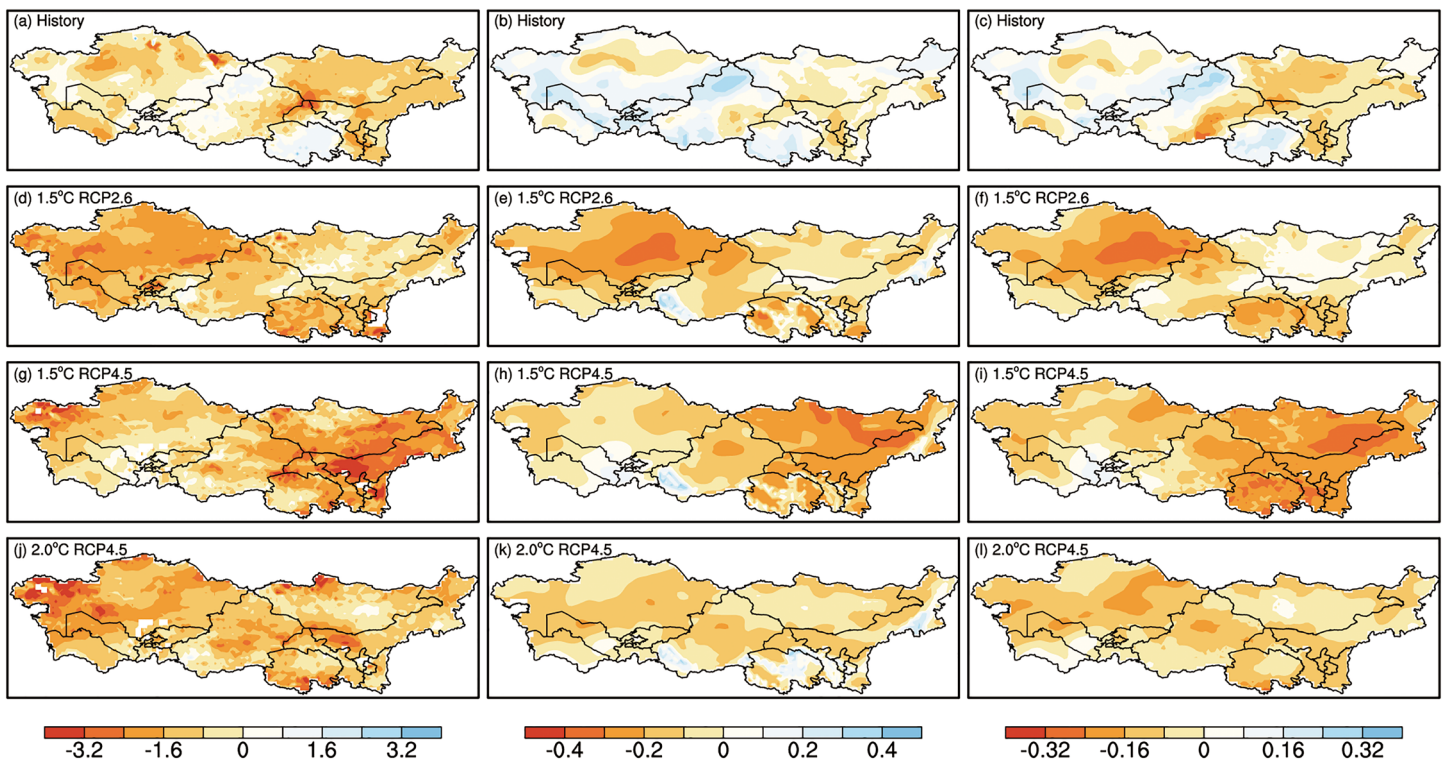 (a) History
(b) History
(c) History
(d) 1.5°C RCP2.6
(e) 1.5°C RCP2.6
(f) 1.5°C RCP2.6
(g) 1.5°C RCP4.5
(h) 1.5°C RCP4.5
(i) 1.5°C RCP4.5
(j) 2.0°C RCP4.5
(k) 2.0°C RCP4.5
(l) 2.0°C RCP4.5
-3.2 -1.6 0 1.6 3.2
-0.4 -0.2 0 0.2 0.4
-0.32 -0.16 0 0.16 0.32